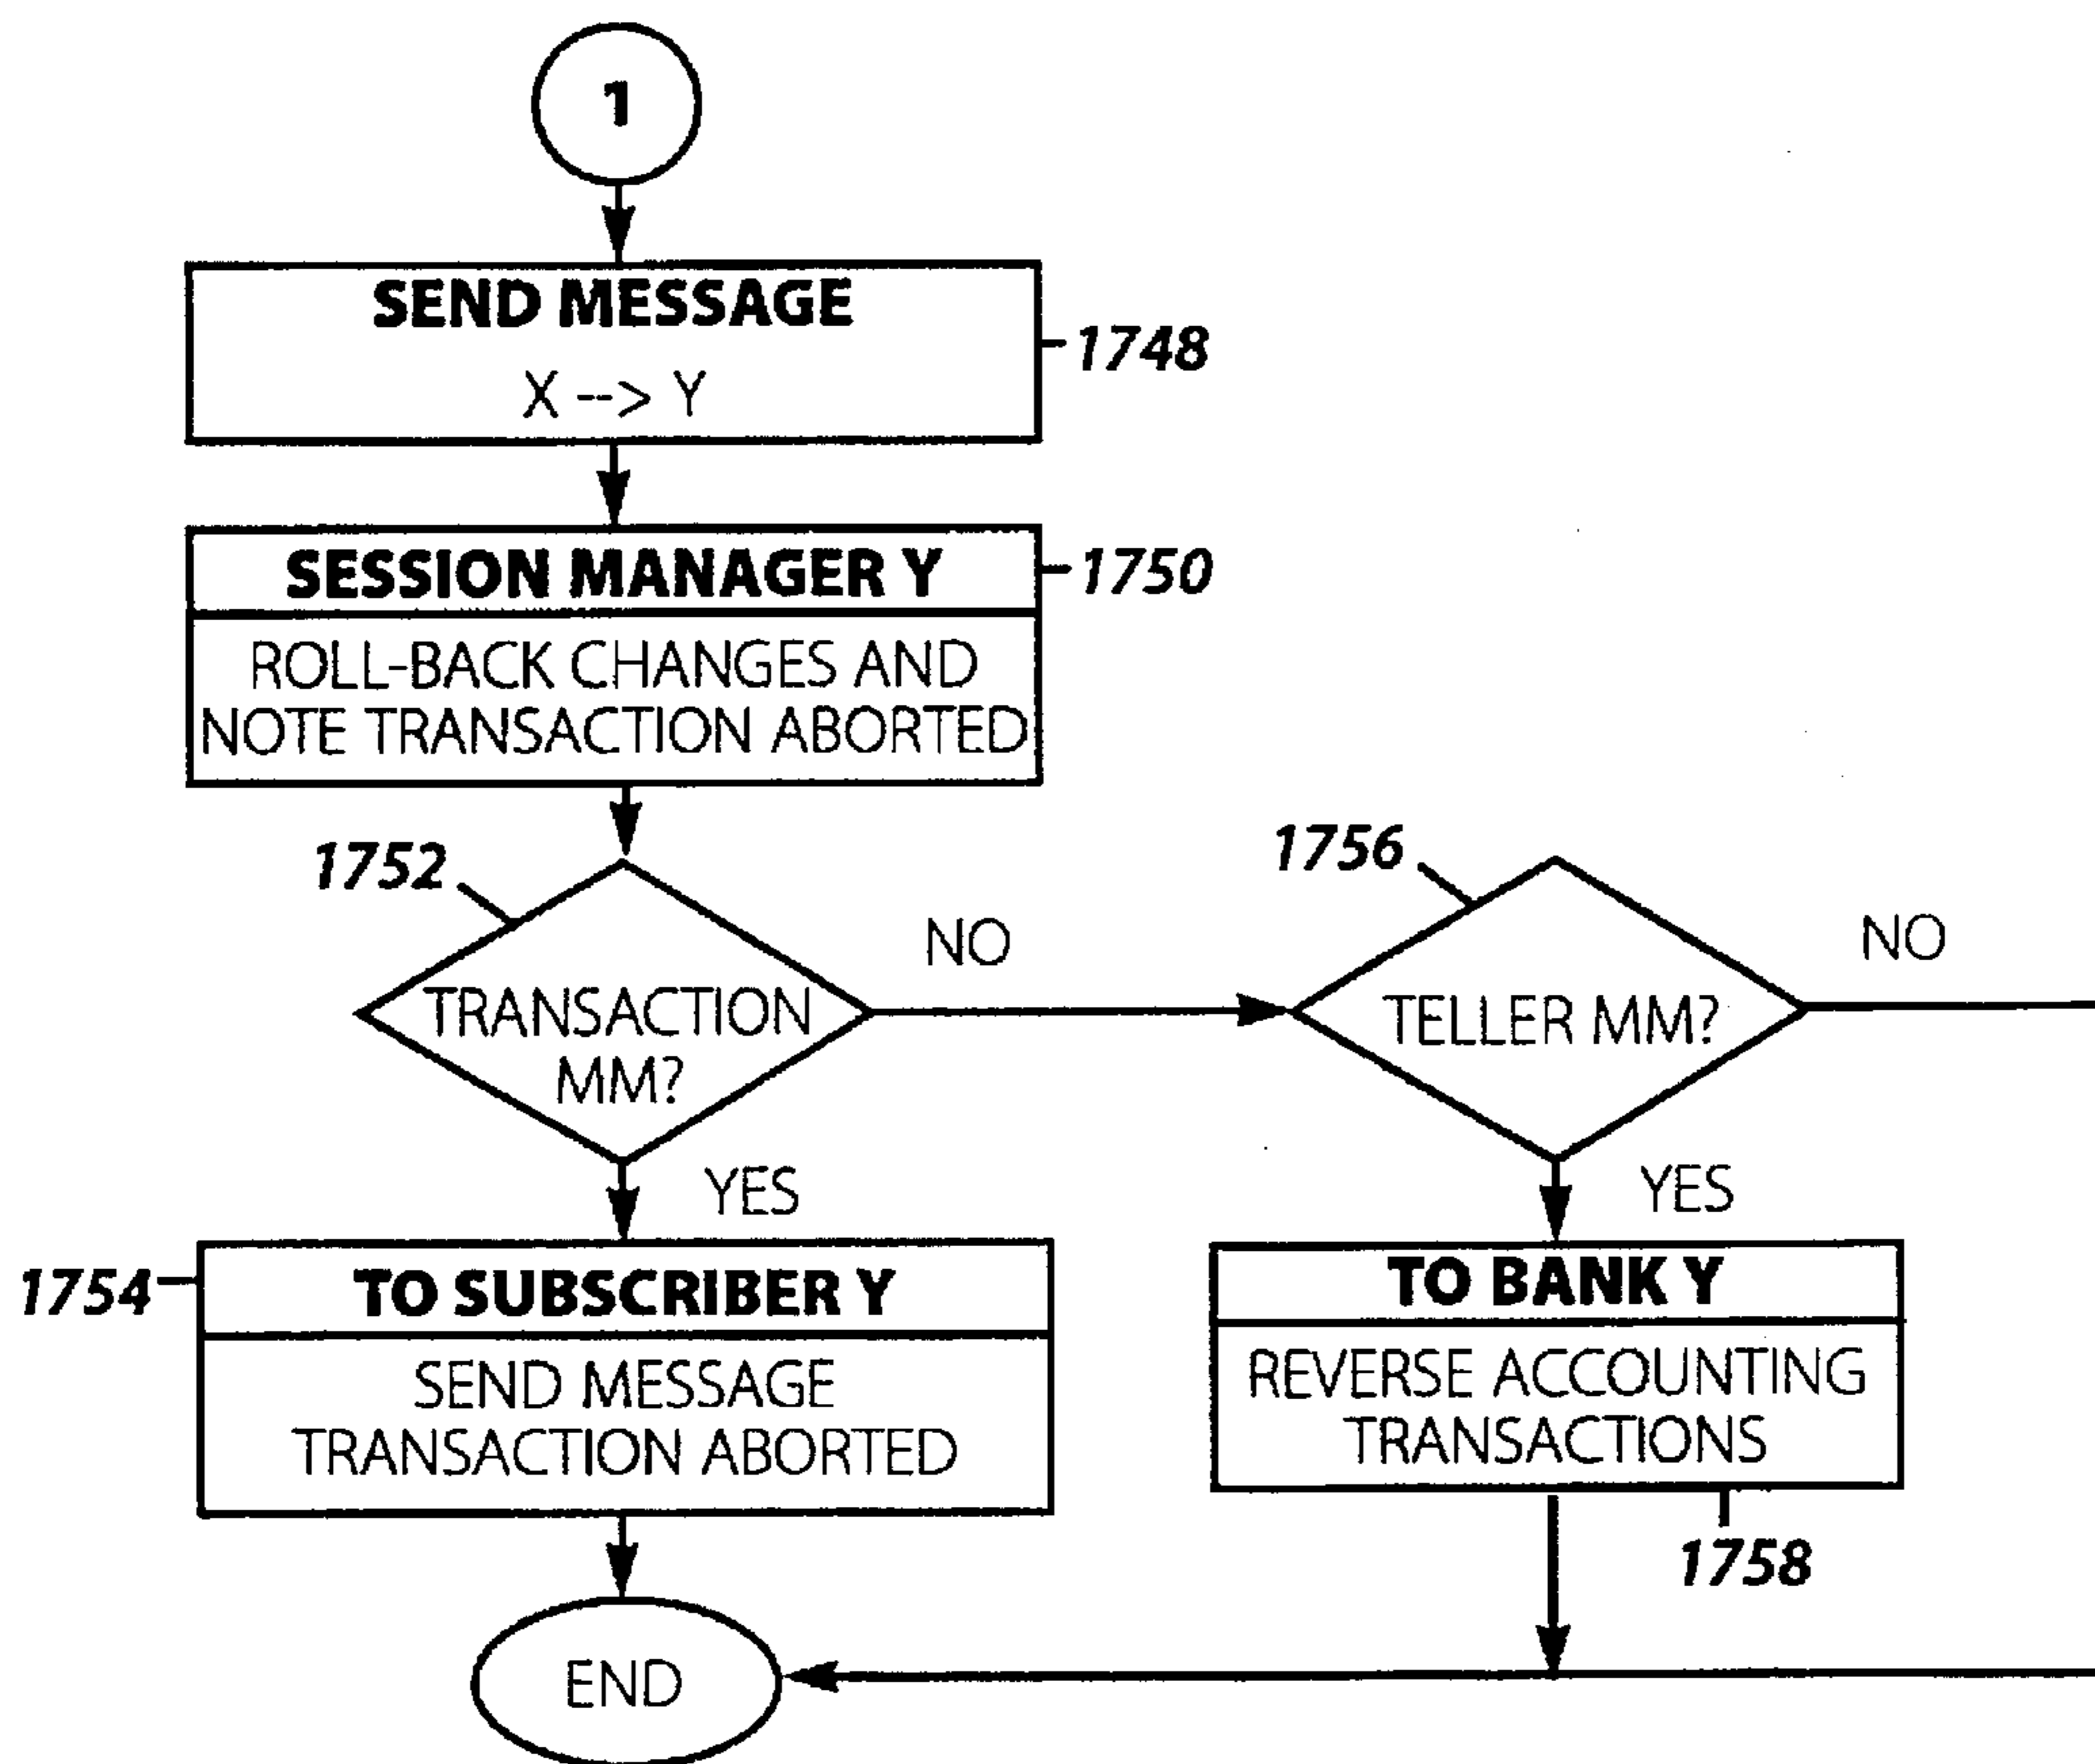 1
SEND MESSAGE
X --> Y
1748
SESSION MANAGER Y
1750
ROLL-BACK CHANGES AND
NOTE TRANSACTION ABORTED
1752
TRANSACTION
MM?
NO
YES
1756
TELLER MM?
NO
YES
1754
TO SUBSCRIBER Y
SEND MESSAGE
TRANSACTION ABORTED
TO BANK Y
REVERSE ACCOUNTING
TRANSACTIONS
1758
END